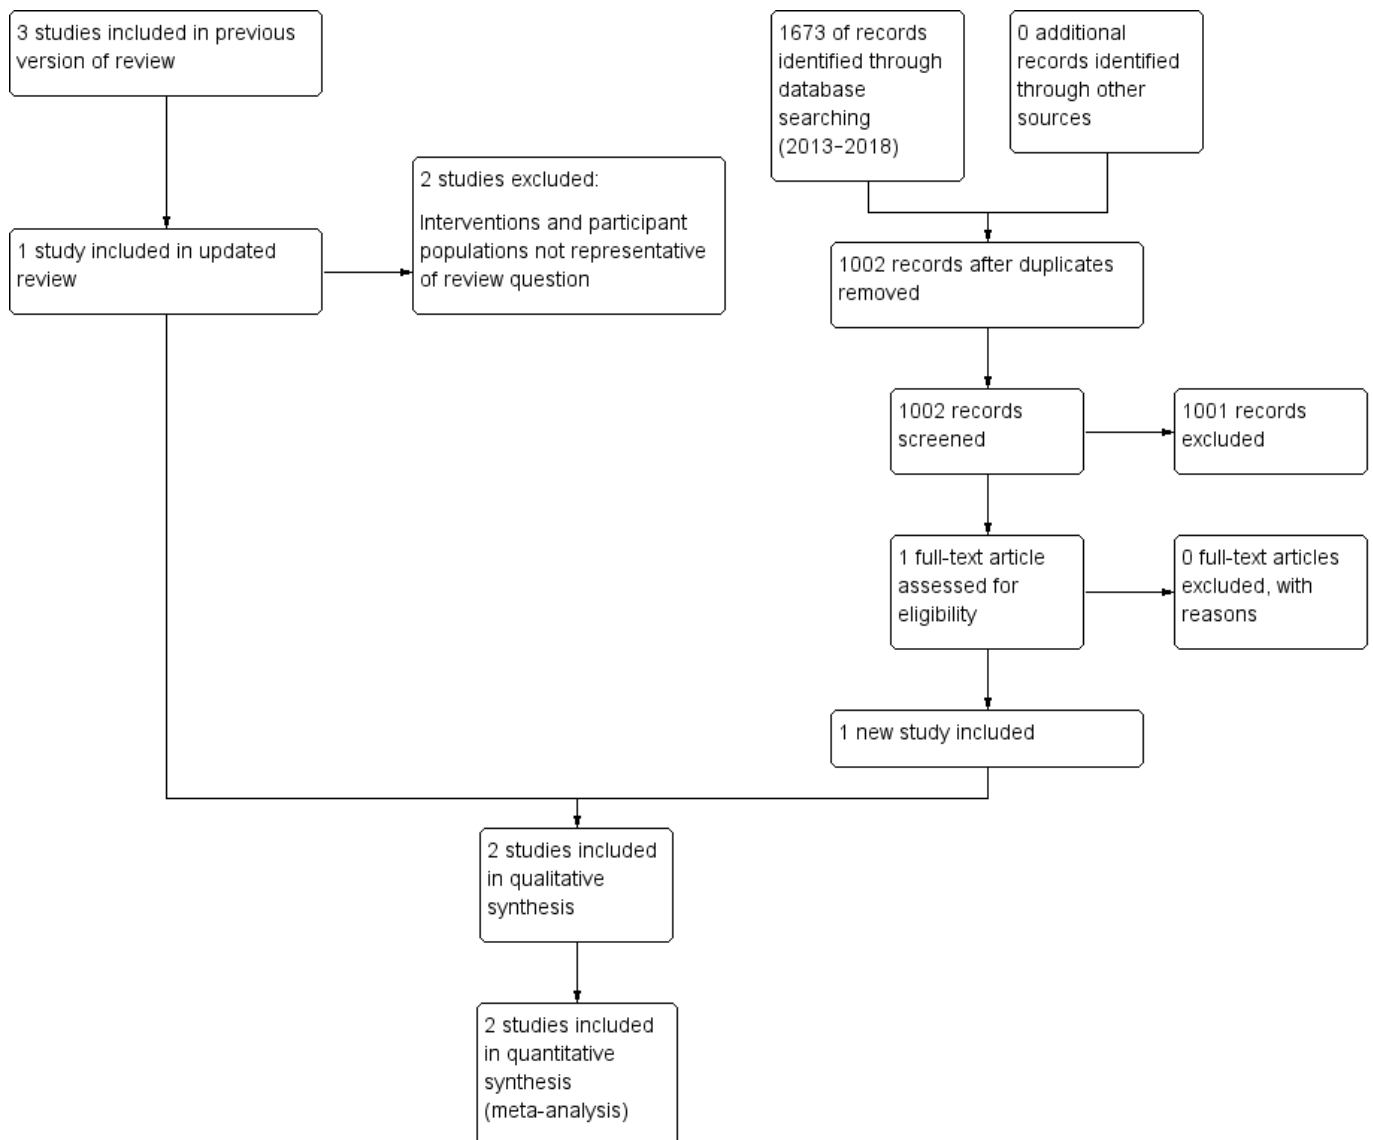 3 studies included in previous
version of review
1673 of records
identified through
database
searching
(2013–2018)
0 additional
records identified
through other
sources
2 studies excluded:
Interventions and participant
populations not representative
of review question
1 study included in updated
review
1002 records after duplicates
removed
1002 records
screened
1001 records
excluded
1 full-text article
assessed for
eligibility
0 full-text articles
excluded, with
reasons
1 new study included
2 studies included
in qualitative
synthesis
2 studies included
in quantitative
synthesis
(meta-analysis)